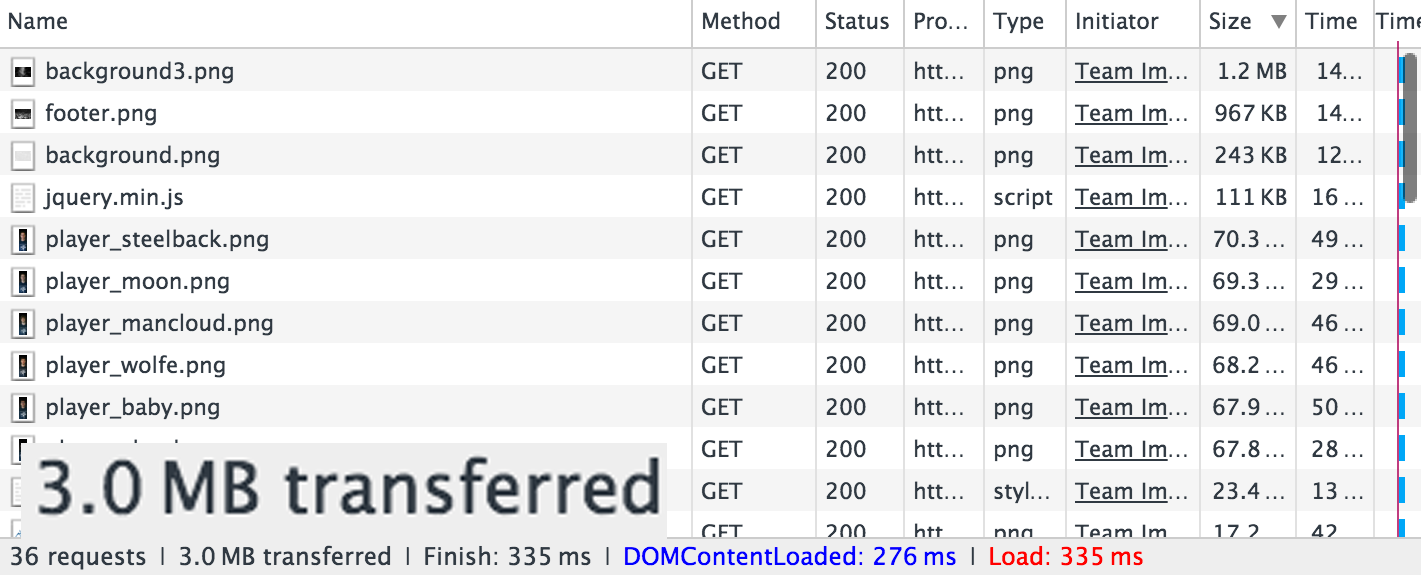 Name Method Status Pro... Type Initiator Size ▼ Time Time
background3.png GET 200 htt... png Team Im... 1.2 MB 14...
footer.png GET 200 htt... png Team Im... 967 KB 14...
background.png GET 200 htt... png Team Im... 243 KB 12...
jquery.min.js GET 200 htt... script Team Im... 111 KB 16 ...
player_steelback.png GET 200 htt... png Team Im... 70.3 ... 49 ...
player_moon.png GET 200 htt... png Team Im... 69.3 ... 29 ...
player_mancloud.png GET 200 htt... png Team Im... 69.0 ... 46 ...
player_wolfe.png GET 200 htt... png Team Im... 68.2 ... 46 ...
player_baby.png GET 200 htt... png Team Im... 67.9 ... 50 ...
GET 200 htt... png Team Im... 67.8 ... 28 ...
3.0 MB transferred
GET 200 htt... styl... Team Im... 23.4 ... 13 ...
GET 200 htt... png Team Im... 17.2 ... 42 ...
36 requests | 3.0 MB transferred | Finish: 335 ms | DOMContentLoaded: 276 ms | Load: 335 ms